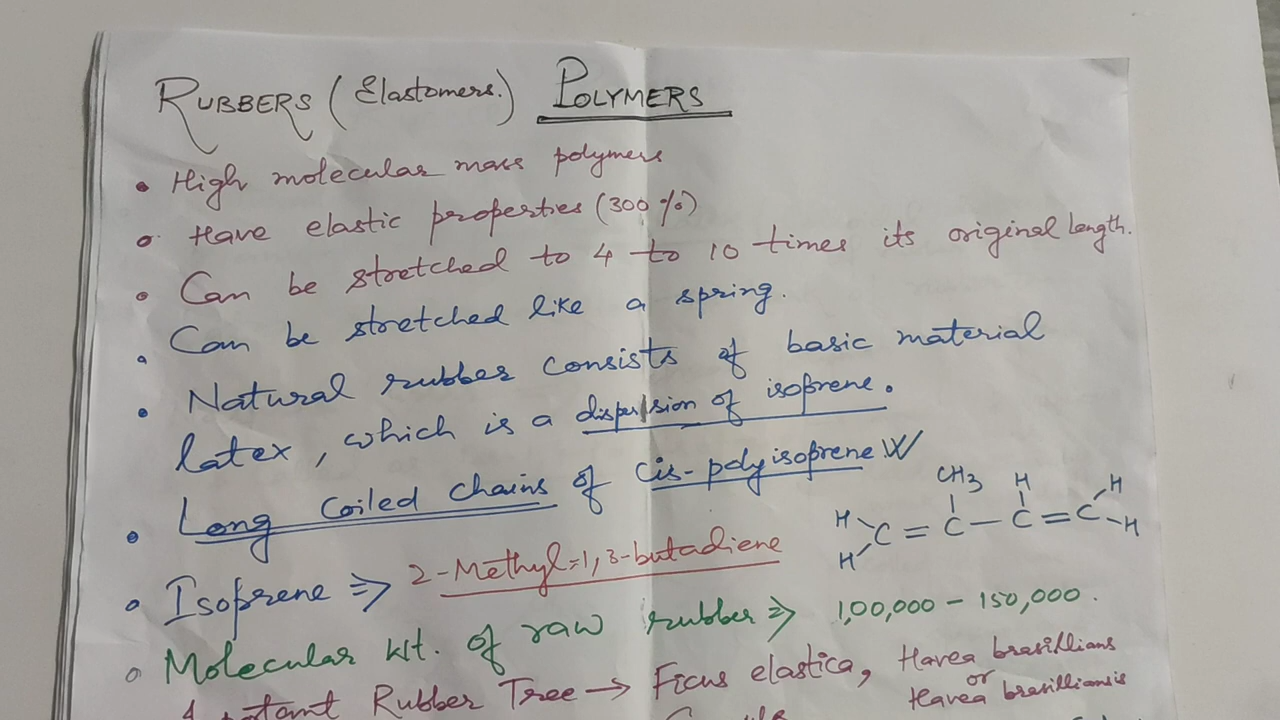 RUBBERS (Elastomers.) POLYMERS
• High molecular mass polymers
• Have elastic properties (300 %)
• Can be stretched to 4 to 10 times its original length.
• Can be stretched like a spring.
• Natural rubber consists of basic material
latex, which is a dispersion of isoprene.
• Long Coiled chains of cis-polyisoprene
• Isoprene ⇒ 2-Methyl-1,3-butadiene
CH3 H H
H C = C — C = C H
H
• Molecular Wt. of raw rubber ⇒ 1,00,000 – 150,000.
Rubber Tree → Ficus elastica, Havea brasillians
or
Havea brasilliansis